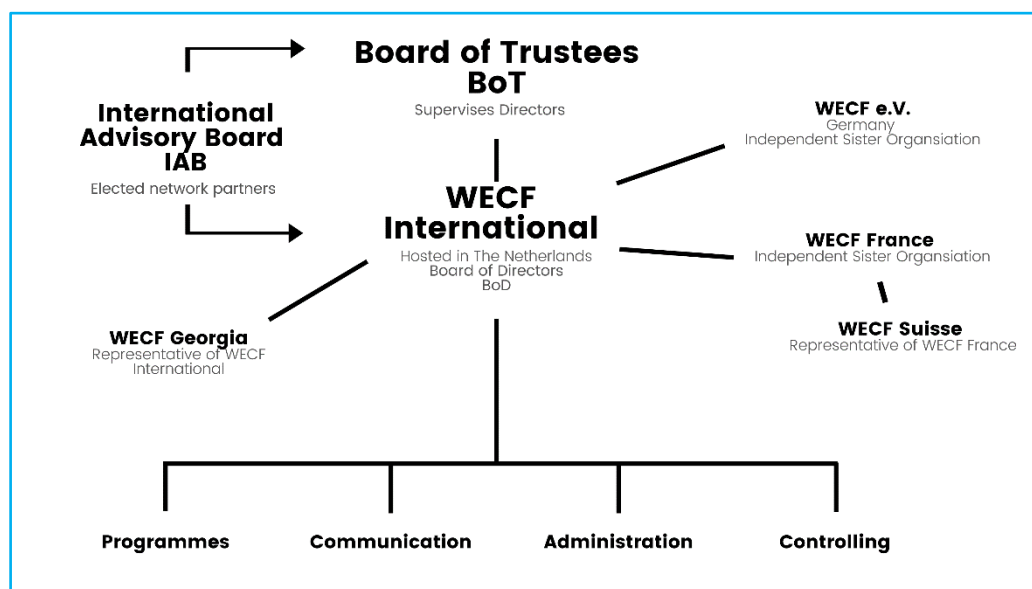 Board of Trustees
BoT
Supervises Directors
International
Advisory Board
IAB
Elected network partners
WECF e.V.
Germany
Independent Sister Organsiation
WECF
International
Hosted in The Netherlands
Board of Directors
BoD
WECF France
Independent Sister Organsiation
WECF Georgia
Representative of WECF
International
WECF Suisse
Representative of WECF France
Programmes
Communication
Administration
Controlling